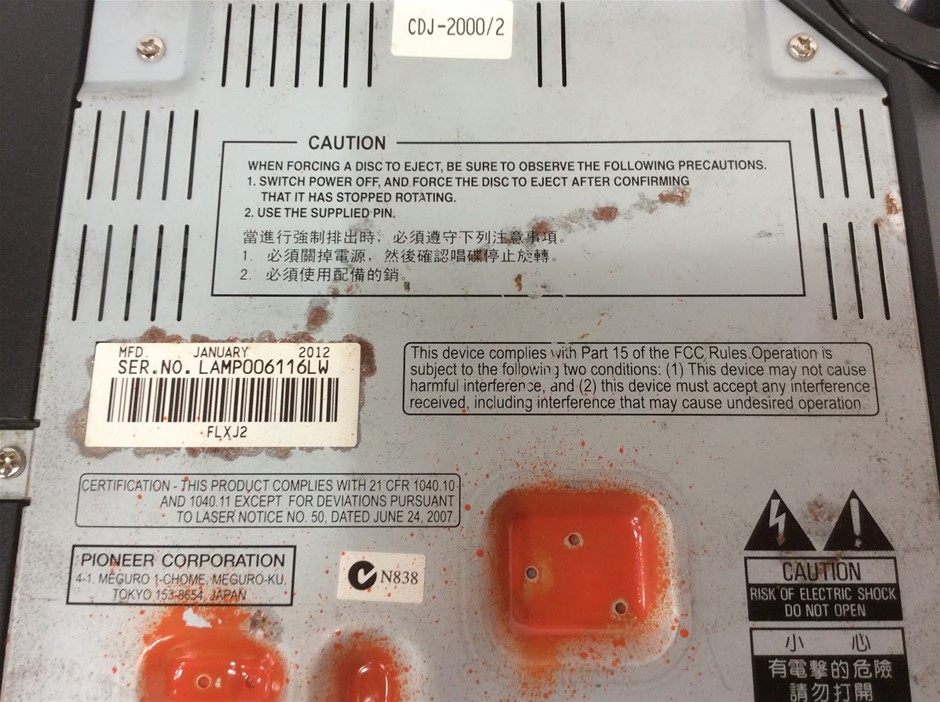 CDJ-2000/2
CAUTION
WHEN FORCING A DISC TO EJECT, BE SURE TO OBSERVE THE FOLLOWING PRECAUTIONS.
1. SWITCH POWER OFF, AND FORCE THE DISC TO EJECT AFTER CONFIRMING
THAT IT HAS STOPPED ROTATING.
2. USE THE SUPPLIED PIN.
當進行強制排出時，必須遵守下列注意事項。
1. 必須關掉電源，然後確認唱碟停止旋轉。
2. 必須使用配備的銷。
MFD. JANUARY 2012
SER.NO. LAMP006116LW
FLXJ2
This device complies with Part 15 of the FCC Rules.Operation is
subject to the following two conditions: (1) This device may not cause
harmful interference, and (2) this device must accept any interference
received, including interference that may cause undesired operation.
CERTIFICATION - THIS PRODUCT COMPLIES WITH 21 CFR 1040.10
AND 1040.11 EXCEPT FOR DEVIATIONS PURSUANT
TO LASER NOTICE NO. 50, DATED JUNE 24, 2007.
PIONEER CORPORATION
4-1, MEGURO 1-CHOME, MEGURO-KU,
TOKYO 153-8654, JAPAN
N838
CAUTION
RISK OF ELECTRIC SHOCK
DO NOT OPEN
小 心
有電擊的危險
請勿打開